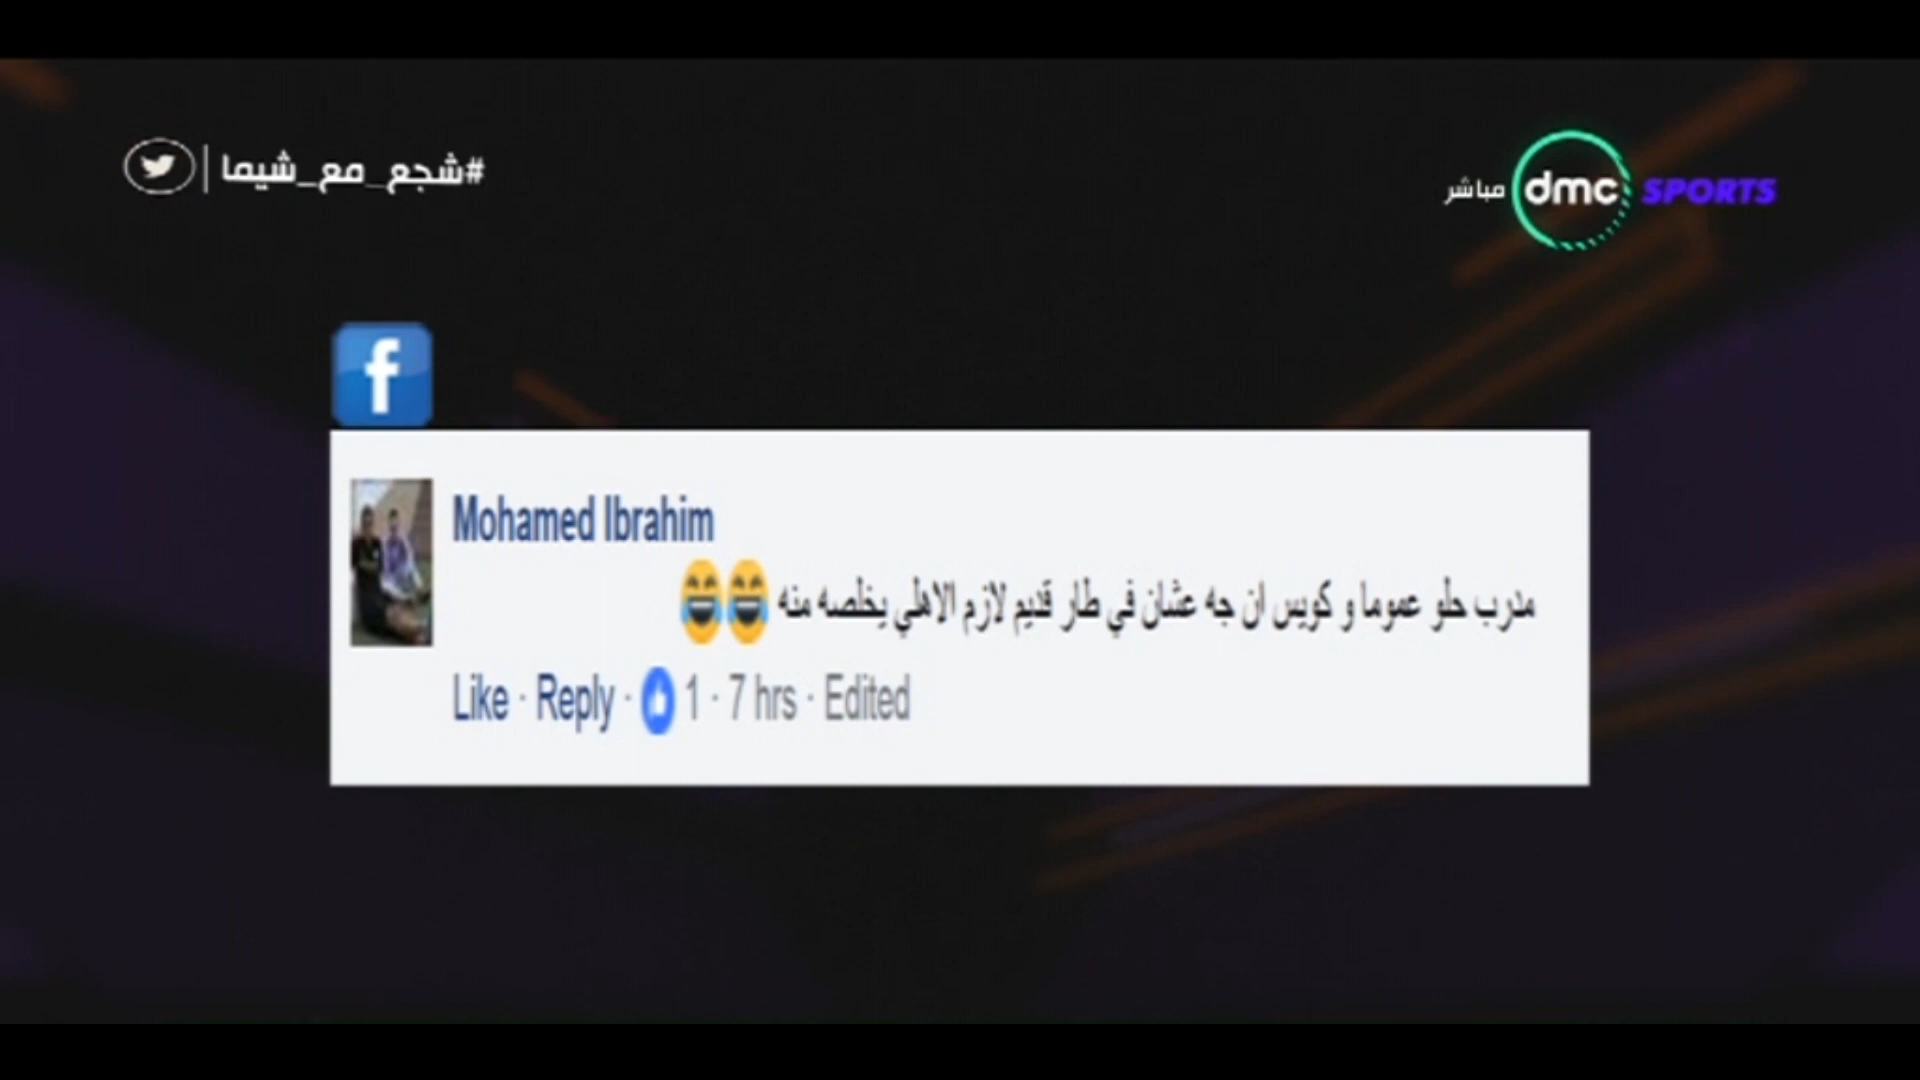 #شجع_مع_شيما
مباشر dmc SPORTS
f
Mohamed Ibrahim
مدرب حلو عموما و كويس ان جه عشان في طار قديم لازم الاهلي يخلصه منه 😂😂
Like · Reply · 1 · 7 hrs · Edited